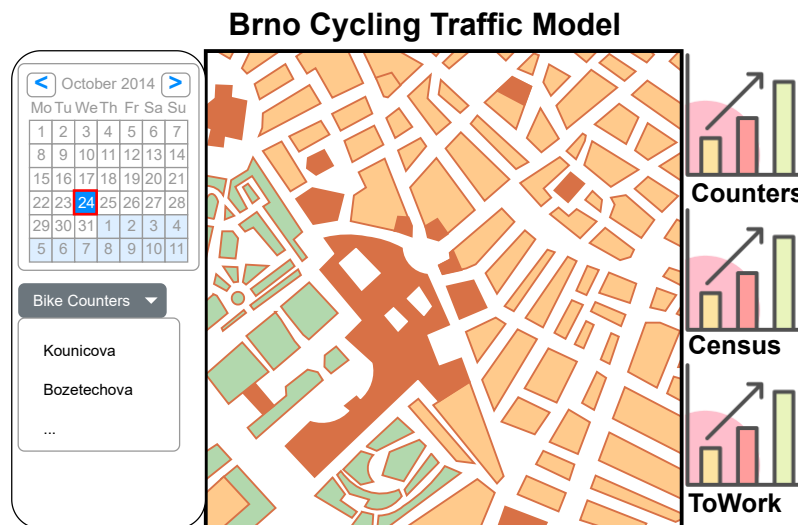 Brno Cycling Traffic Model
< October 2014 >
Mo Tu We Th Fr Sa Su
1 2 3 4 5 6 7
8 9 10 11 12 13 14
15 16 17 18 19 20 21
22 23 24 25 26 27 28
29 30 31 1 2 3 4
5 6 7 8 9 10 11
Bike Counters
Kounicova
Bozetechova
...
Counters
Census
ToWork